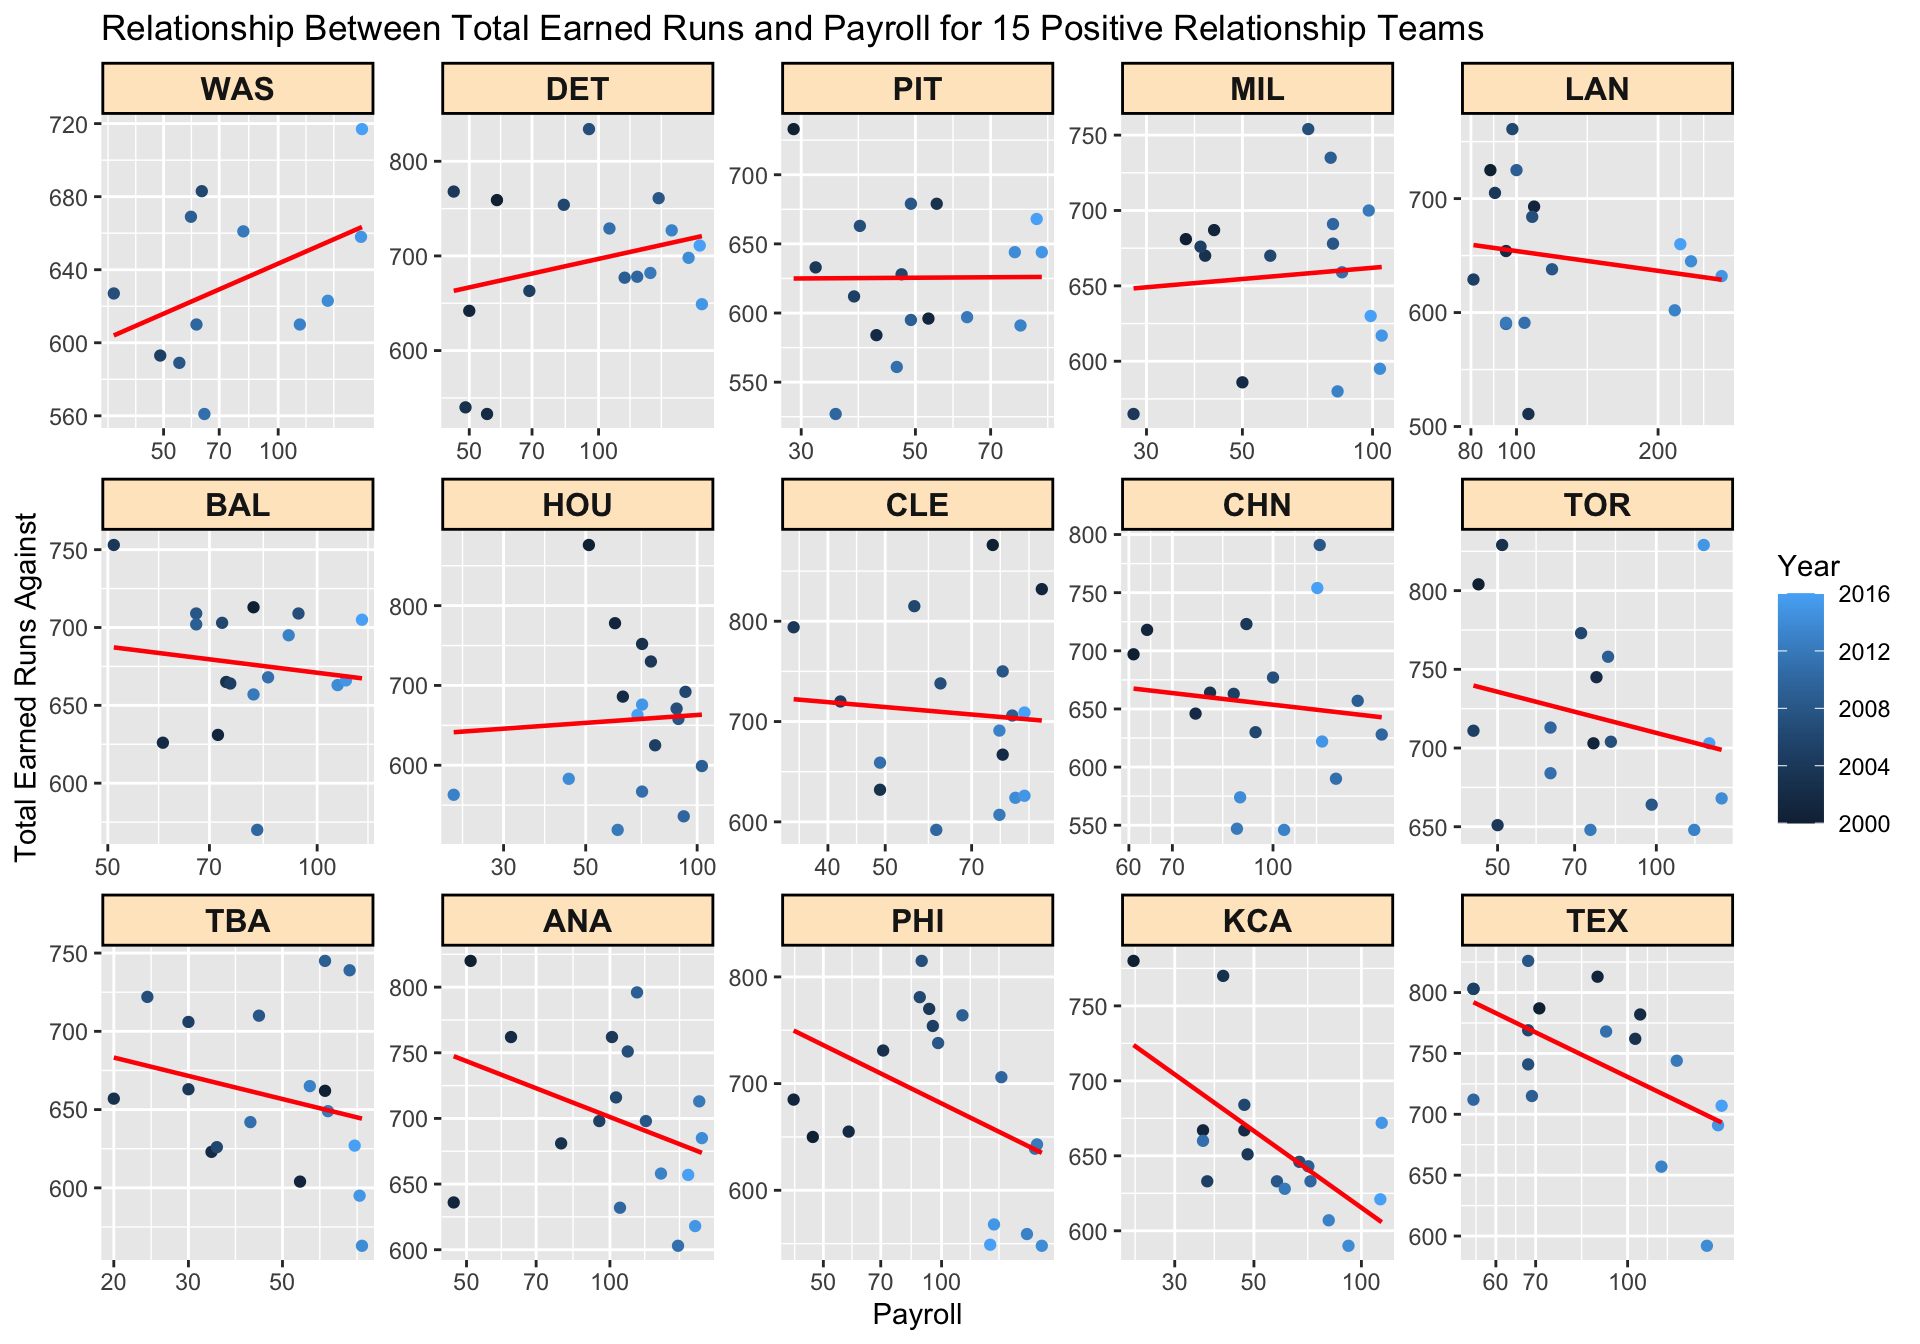 Relationship Between Total Earned Runs and Payroll for 15 Positive Relationship Teams
WAS
DET
PIT
MIL
LAN
720
680
640
600
560
50 70 100
800
700
600
50 70 100
700
650
600
550
30 50 70
750
700
650
600
30 50 100
700
600
500
80 100 200
BAL
HOU
CLE
CHN
TOR
750
700
650
600
50 70 100
800
700
600
30 50 100
800
700
600
40 50 70
800
750
700
650
600
550
60 70 100
800
750
700
650
50 70 100
TBA
ANA
PHI
KCA
TEX
750
700
650
600
20 30 50
800
750
700
650
600
50 70 100
800
700
600
50 70 100
750
700
650
600
30 50 100
800
750
700
650
600
60 70 100
Total Earned Runs Against
Payroll
Year
2016
2012
2008
2004
2000